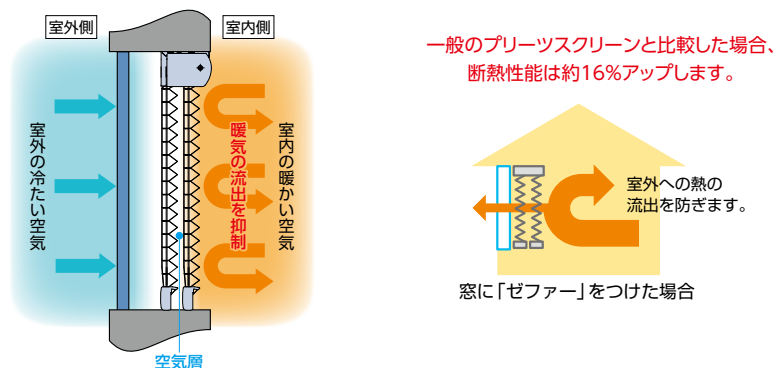 室外側
室内側
室外の冷たい空気
暖気の流出を抑制
室内の暖かい空気
空気層
一般のプリーツスクリーンと比較した場合、
断熱性能は約16%アップします。
室外への熱の
流出を防ぎます。
窓に「ゼファー」をつけた場合